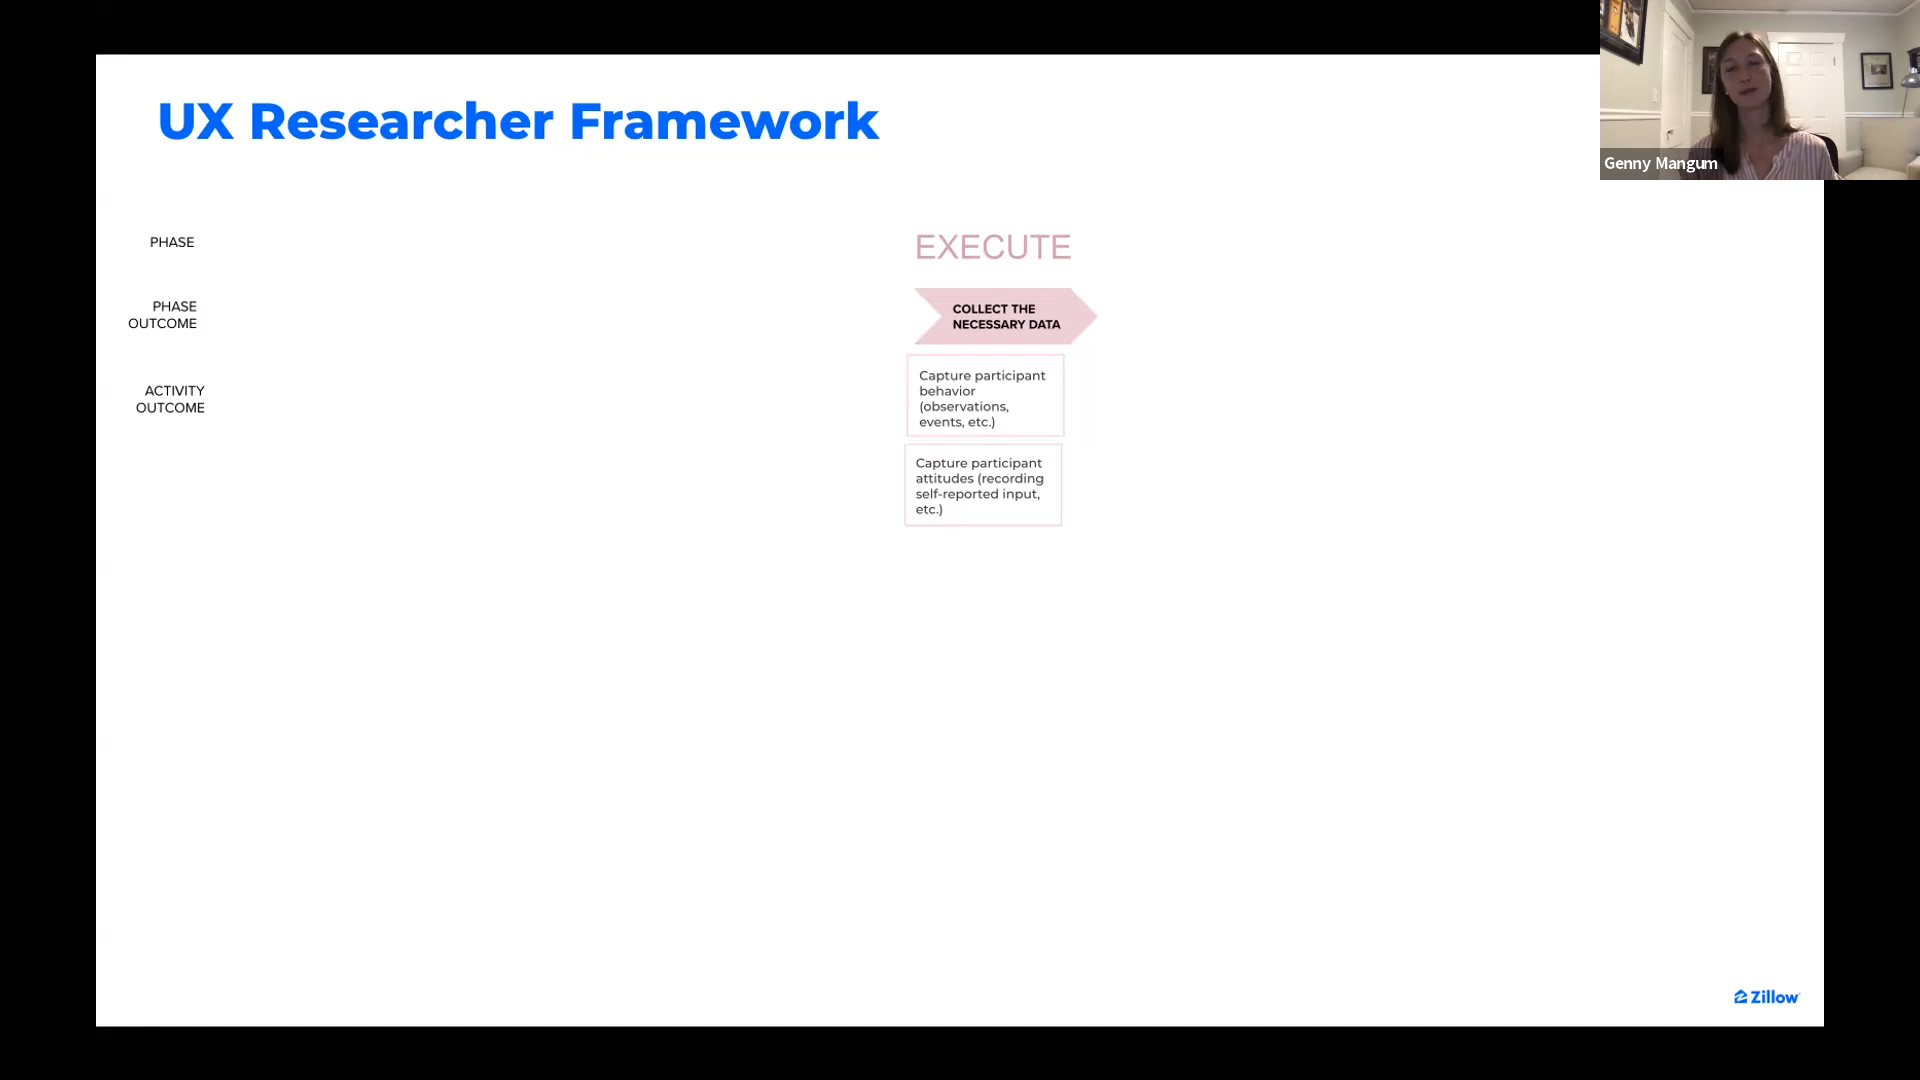 UX Researcher Framework
Genny Mangum
PHASE
EXECUTE
PHASE
OUTCOME
COLLECT THE
NECESSARY DATA
ACTIVITY
OUTCOME
Capture participant
behavior
(observations,
events, etc.)
Capture participant
attitudes (recording
self-reported input,
etc.)
Zillow